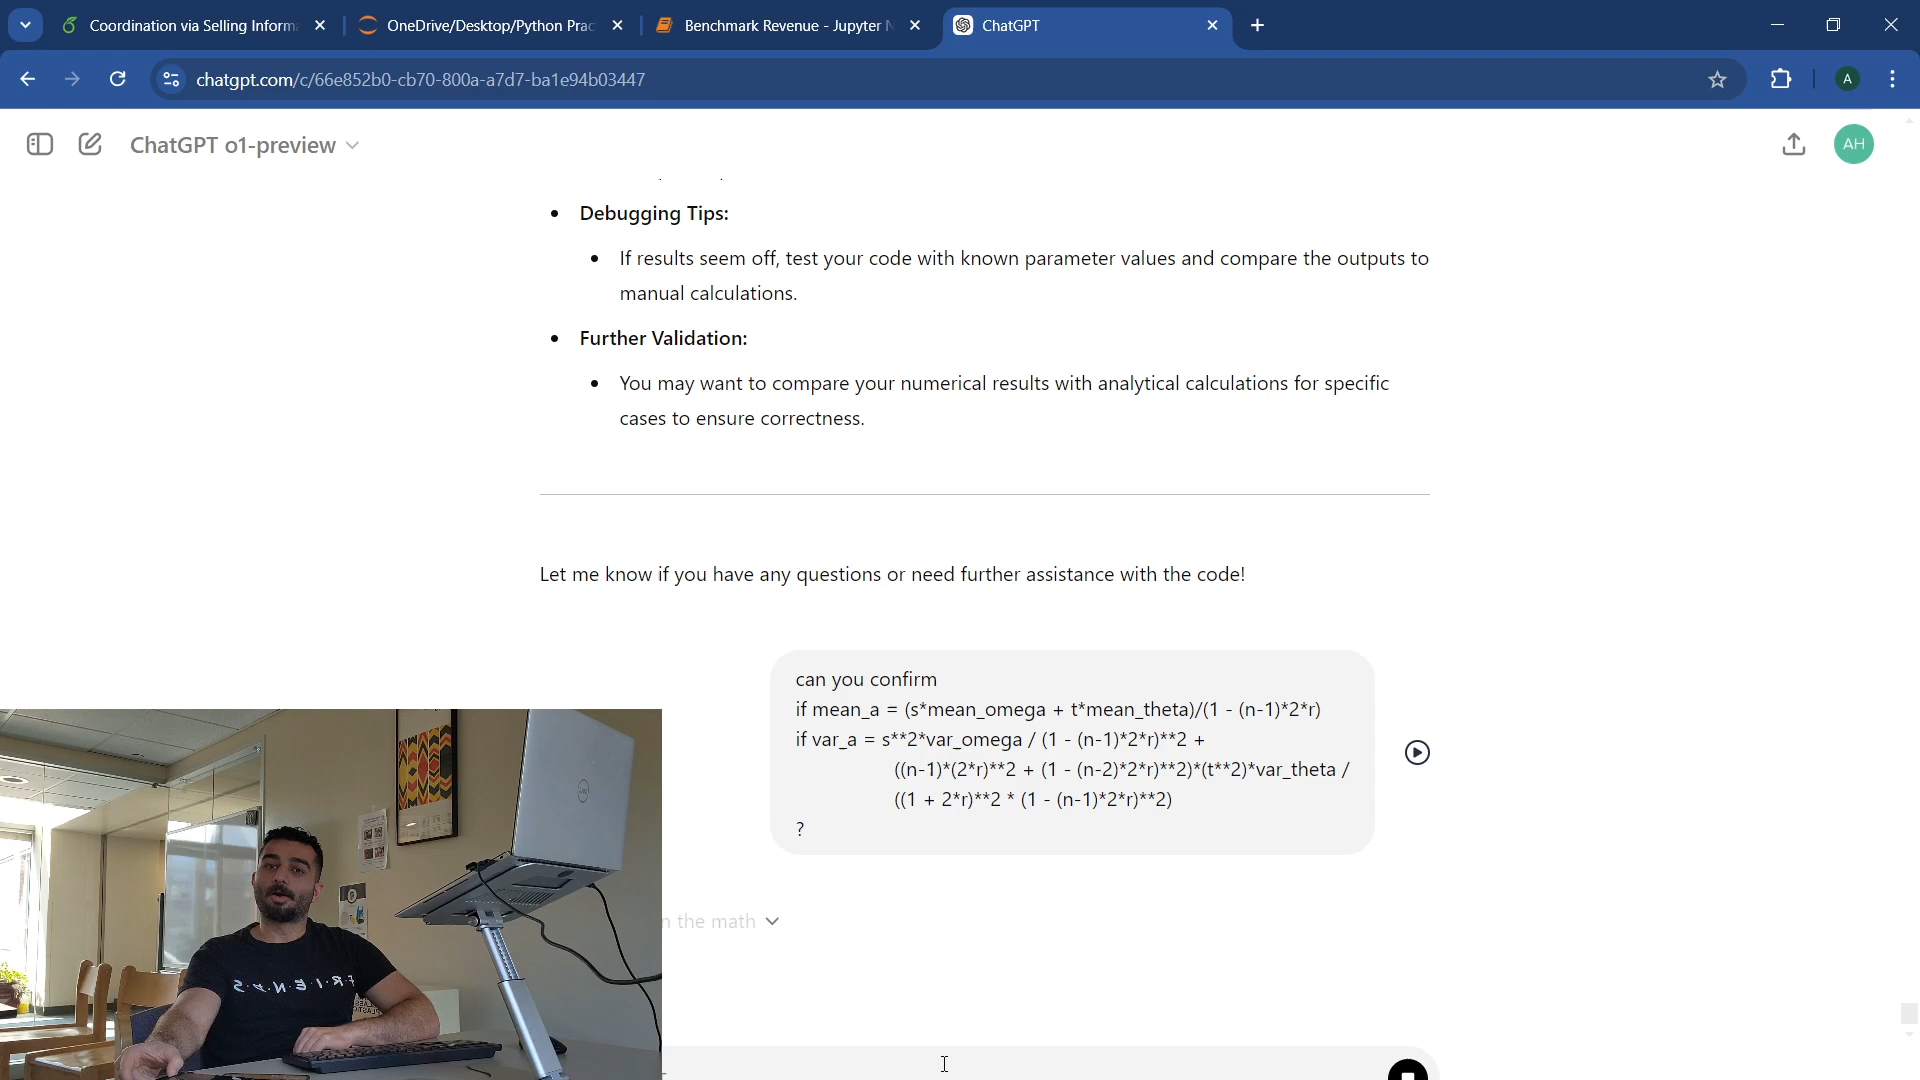 Coordination via Selling Inform
OneDrive/Desktop/Python Prac
Benchmark Revenue - Jupyter N
ChatGPT
chatgpt.com/c/66e852b0-cb70-800a-a7d7-ba1e94b03447
A
ChatGPT o1-preview
AH
• Debugging Tips:
• If results seem off, test your code with known parameter values and compare the outputs to
manual calculations.
• Further Validation:
• You may want to compare your numerical results with analytical calculations for specific
cases to ensure correctness.
Let me know if you have any questions or need further assistance with the code!
can you confirm
if mean_a = (s*mean_omega + t*mean_theta)/(1 - (n-1)*2*r)
if var_a = s**2*var_omega / (1 - (n-1)*2*r)**2 +
((n-1)*(2*r)**2 + (1 - (n-2)*2*r)**2)*(t**2)*var_theta /
((1 + 2*r)**2 * (1 - (n-1)*2*r)**2)
?
n the math
F·R·I·E·N·D·S